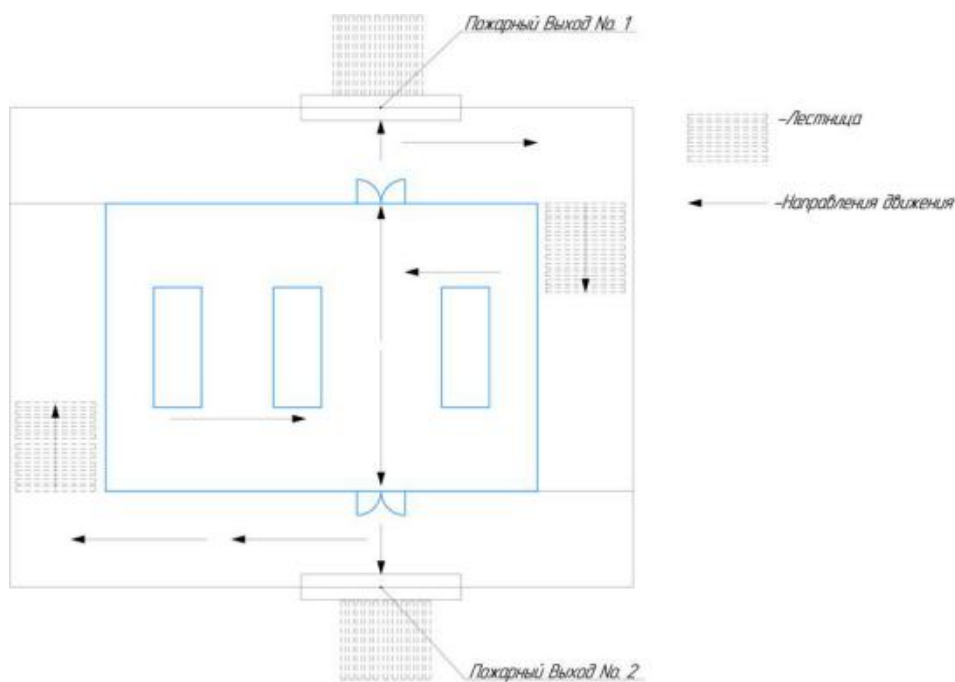 Пожарный Выход No. 1
-Лестница
-Направления движения
Пожарный Выход No. 2